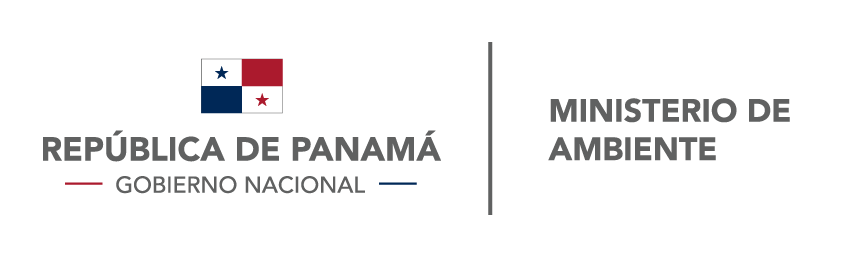 REPÚBLICA DE PANAMÁ
GOBIERNO NACIONAL
MINISTERIO DE
AMBIENTE